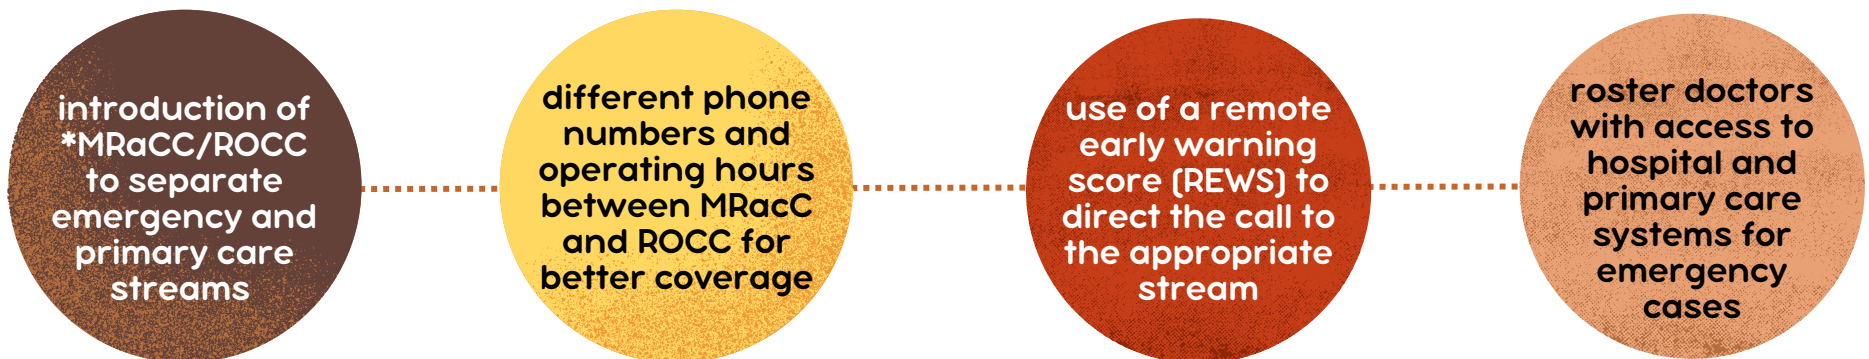 introduction of
*MRaCC/ROCC
to separate
emergency and
primary care
streams
different phone
numbers and
operating hours
between MRacC
and ROCC for
better coverage
use of a remote
early warning
score (REWS) to
direct the call to
the appropriate
stream
roster doctors
with access to
hospital and
primary care
systems for
emergency
cases